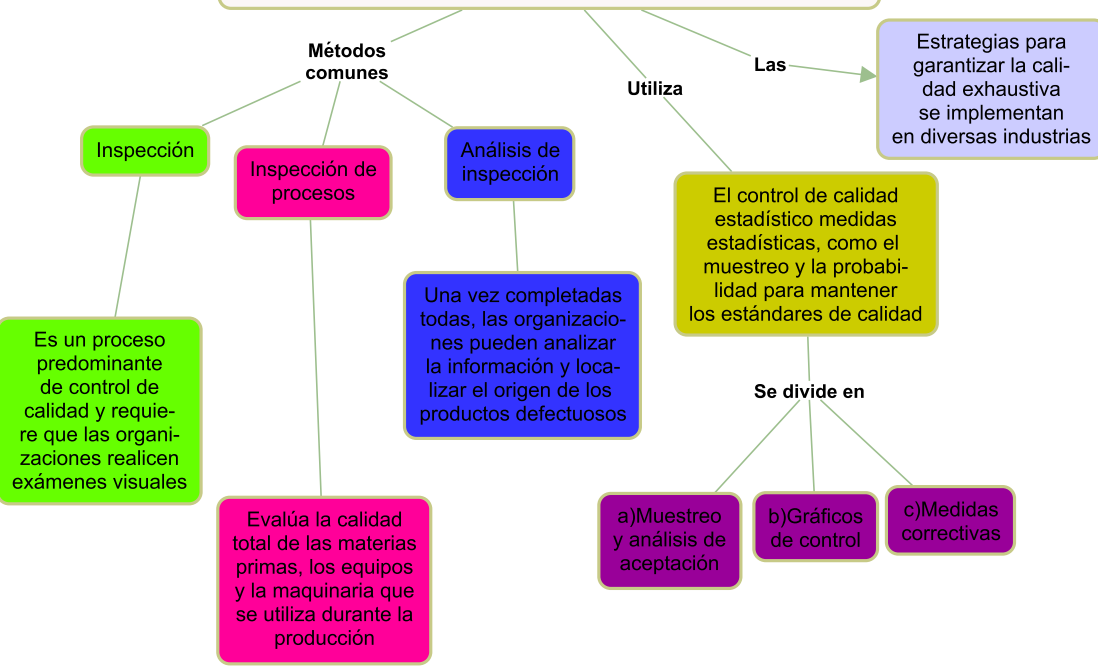 Métodos
comunes
Las
Estrategias para
garantizar la cali-
dad exhaustiva
se implementan
en diversas industrias
Utiliza
Inspección
Inspección de
procesos
Análisis de
inspección
El control de calidad
estadístico medidas
estadísticas, como el
muestreo y la probabi-
lidad para mantener
los estándares de calidad
Una vez completadas
todas, las organizacio-
nes pueden analizar
la información y loca-
lizar el origen de los
productos defectuosos
Es un proceso
predominante
de control de
calidad y requie-
re que las organi-
zaciones realicen
exámenes visuales
Se divide en
Evalúa la calidad
total de las materias
primas, los equipos
y la maquinaria que
se utiliza durante la
producción
a)Muestreo
y análisis de
aceptación
b)Gráficos
de control
c)Medidas
correctivas